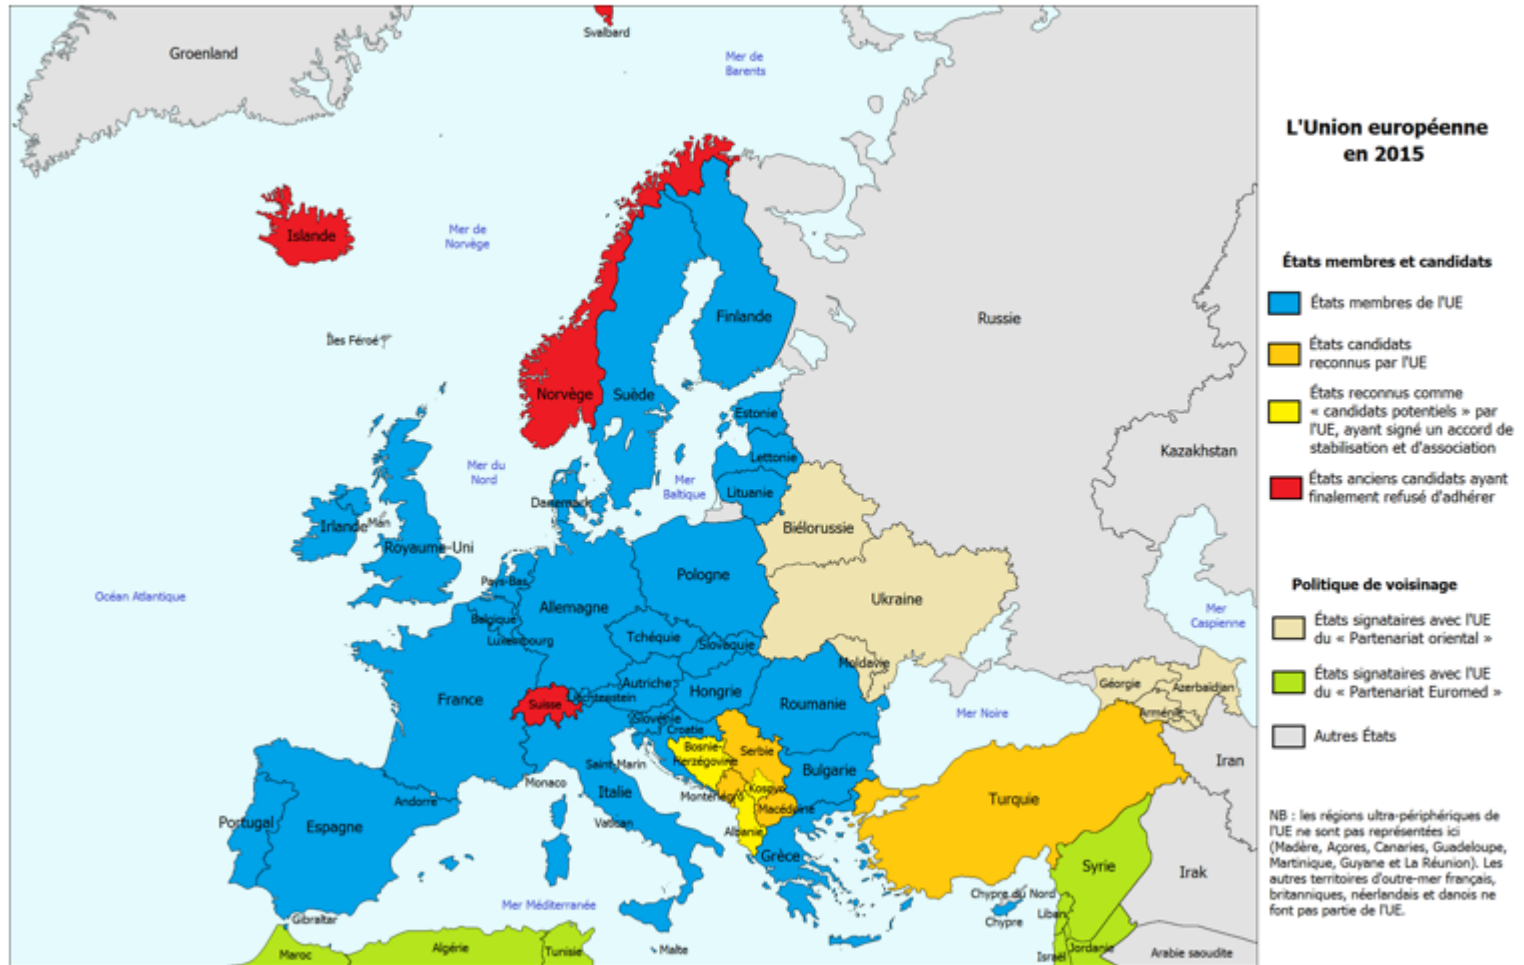 Groenland
Svalbard
Mer de
Barents
L'Union européenne
en 2015
Islande
Mer de
Norvège
Îles Féroé
Finlande
Russie
Norvège
Suède
Estonie
Lettonie
Lituanie
Kazakhstan
Mer du
Nord
Mer
Baltique
Danemark
Biélorussie
Irlande
Man
Royaume-Uni
Pays-Bas
Pologne
Océan Atlantique
Belgique
Allemagne
Ukraine
Mer
Caspienne
Luxembourg
Tchéquie
Slovaquie
Moldavie
Autriche
Liechtenstein
Hongrie
France
Suisse
Roumanie
Géorgie
Azerbaïdjan
Arménie
Mer Noire
Slovénie
Croatie
Bosnie-
Herzégovine
Serbie
Saint-Marin
Bulgarie
Iran
Monaco
Italie
Monténégro
Kosovo
Macédoine
Turquie
Andorre
Portugal
Espagne
Vatican
Albanie
Grèce
Syrie
Irak
Chypre du Nord
Chypre
Liban
Mer Méditerranée
Gibraltar
Maroc
Algérie
Tunisie
Malte
Israël
Jordanie
Arabie saoudite
États membres et candidats
États membres de l'UE
États candidats
reconnus par l'UE
États reconnus comme
« candidats potentiels » par
l'UE, ayant signé un accord de
stabilisation et d'association
États anciens candidats ayant
finalement refusé d'adhérer
Politique de voisinage
États signataires avec l'UE
du « Partenariat oriental »
États signataires avec l'UE
du « Partenariat Euromed »
Autres États
NB : les régions ultra-périphériques de
l'UE ne sont pas représentées ici
(Madère, Açores, Canaries, Guadeloupe,
Martinique, Guyane et La Réunion). Les
autres territoires d'outre-mer français,
britanniques, néerlandais et danois ne
font pas partie de l'UE.